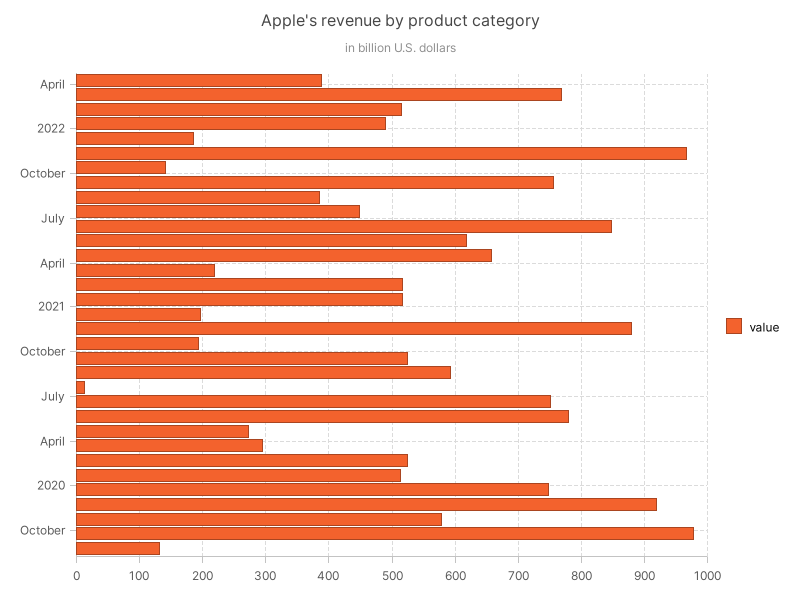 Apple's revenue by product category
in billion U.S. dollars
April
2022
October
July
April
2021
October
July
April
2020
October
0 100 200 300 400 500 600 700 800 900 1000
value